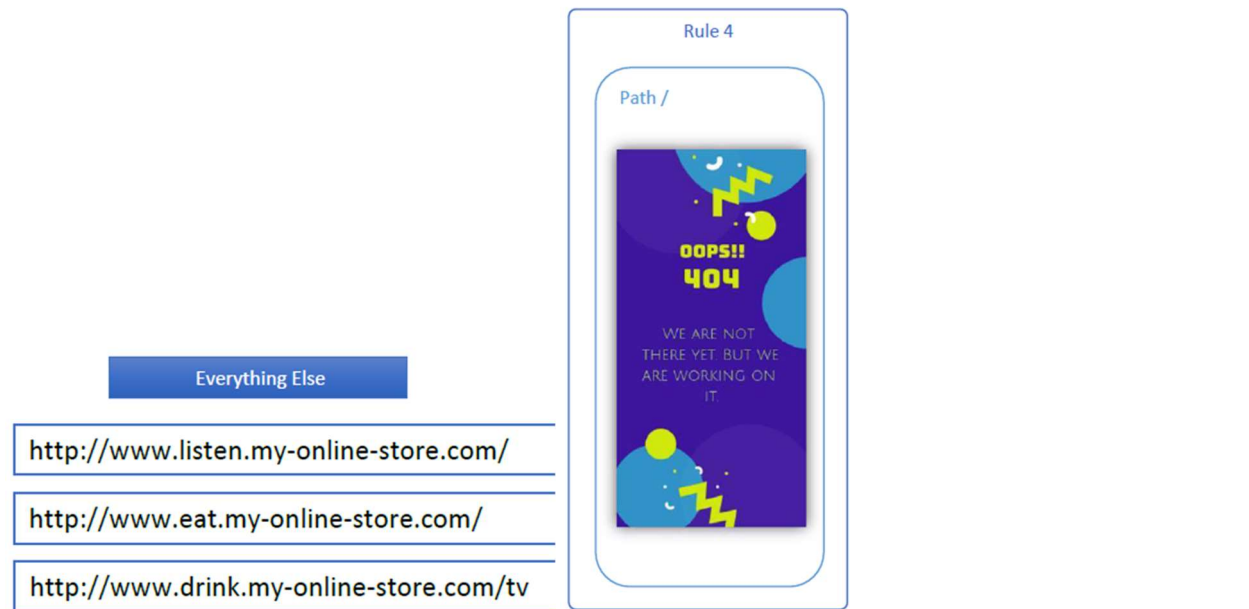 Rule 4
Path /
OOPS!!
404
WE ARE NOT
THERE YET. BUT WE
ARE WORKING ON
IT.
Everything Else
http://www.listen.my-online-store.com/
http://www.eat.my-online-store.com/
http://www.drink.my-online-store.com/tv